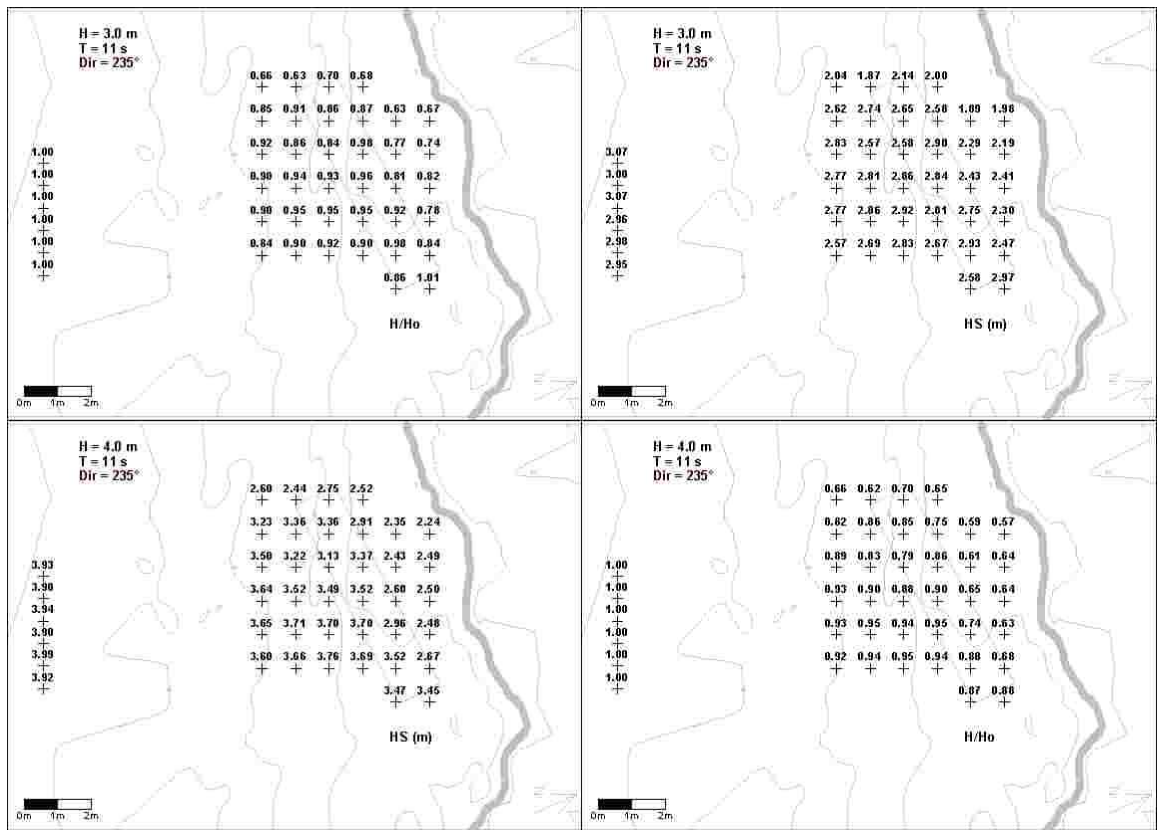 H = 3.0 m
T = 11 s
Dir = 235°
0.66 0.63 0.70 0.68
0.85 0.91 0.86 0.87 0.63 0.67
0.92 0.86 0.84 0.98 0.77 0.74
1.00
1.00
0.90 0.94 0.93 0.96 0.81 0.82
1.00
0.90 0.95 0.95 0.95 0.92 0.78
1.00
1.00
0.84 0.90 0.92 0.90 0.98 0.84
1.00
0.86 1.01
H/Ho
0m 1m 2m
H = 3.0 m
T = 11 s
Dir = 235°
2.04 1.87 2.14 2.00
2.62 2.74 2.65 2.58 1.89 1.98
2.83 2.57 2.58 2.90 2.29 2.19
3.07
3.00
2.77 2.81 2.86 2.84 2.43 2.41
3.07
2.77 2.86 2.92 2.01 2.75 2.30
2.96
2.98
2.57 2.69 2.83 2.67 2.93 2.47
2.95
2.58 2.97
HS (m)
0m 1m 2m
H = 4.0 m
T = 11 s
Dir = 235°
2.60 2.44 2.75 2.52
3.23 3.36 3.36 2.91 2.35 2.24
3.50 3.22 3.13 3.37 2.43 2.49
3.93
3.90
3.64 3.52 3.49 3.52 2.60 2.50
3.94
3.65 3.71 3.70 3.70 2.96 2.48
3.90
3.99
3.60 3.66 3.76 3.69 3.52 2.67
3.92
3.47 3.45
HS (m)
0m 1m 2m
H = 4.0 m
T = 11 s
Dir = 235°
0.66 0.62 0.70 0.65
0.82 0.86 0.85 0.75 0.59 0.57
0.89 0.83 0.79 0.86 0.61 0.64
1.00
1.00
0.93 0.90 0.88 0.90 0.65 0.64
1.00
0.93 0.95 0.94 0.95 0.74 0.63
1.00
1.00
0.92 0.94 0.95 0.94 0.88 0.68
1.00
0.87 0.88
H/Ho
0m 1m 2m